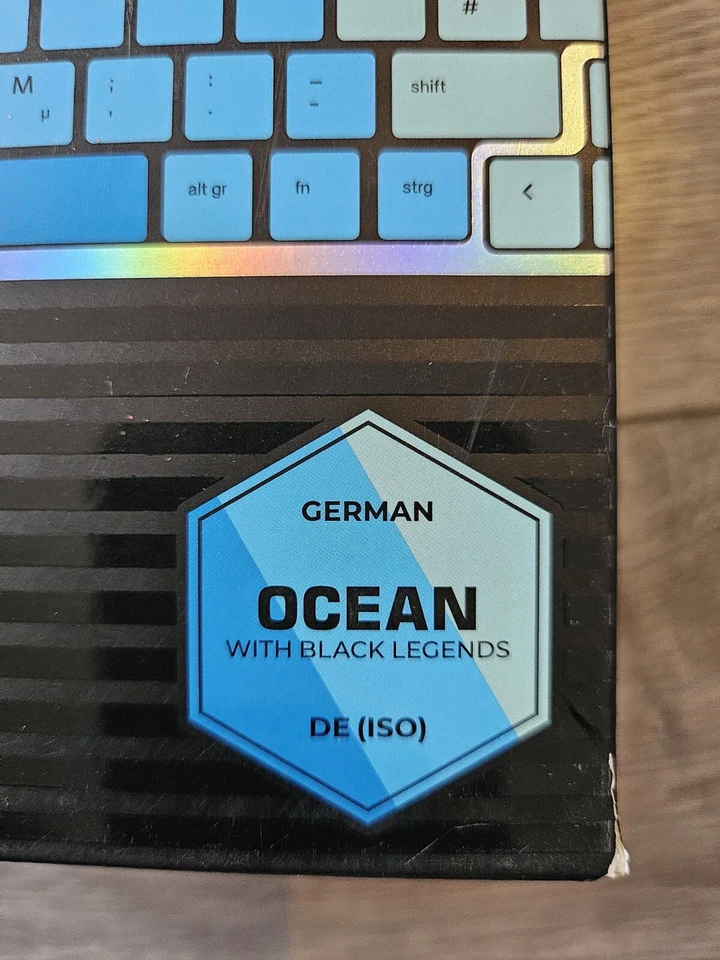 #
M ; : _
µ , . -
shift
alt gr fn strg <
GERMAN
OCEAN
WITH BLACK LEGENDS
DE (ISO)